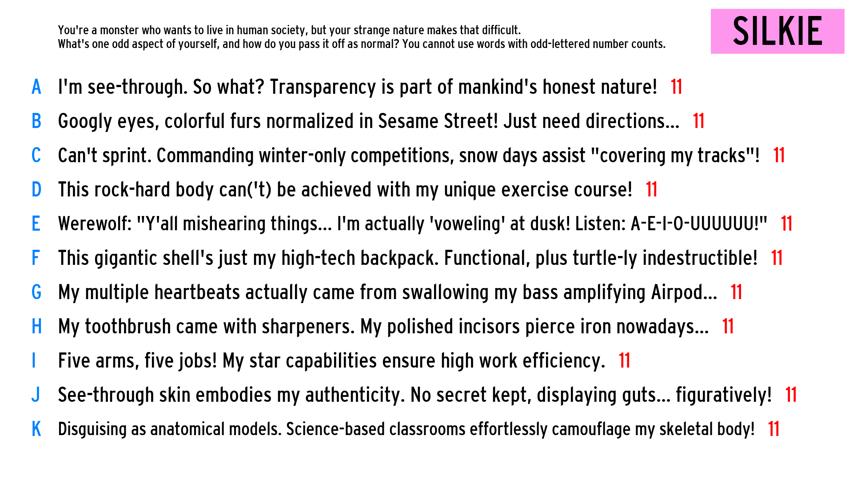 You're a monster who wants to live in human society, but your strange nature makes that difficult.
What's one odd aspect of yourself, and how do you pass it off as normal? You cannot use words with odd-lettered number counts.
SILKIE
A I'm see-through. So what? Transparency is part of mankind's honest nature! 11
B Googly eyes, colorful furs normalized in Sesame Street! Just need directions... 11
C Can't sprint. Commanding winter-only competitions, snow days assist "covering my tracks"! 11
D This rock-hard body can('t) be achieved with my unique exercise course! 11
E Werewolf: "Y'all mishearing things... I'm actually 'voweling' at dusk! Listen: A-E-I-O-UUUUUU!" 11
F This gigantic shell's just my high-tech backpack. Functional, plus turtle-ly indestructible! 11
G My multiple heartbeats actually came from swallowing my bass amplifying Airpod... 11
H My toothbrush came with sharpeners. My polished incisors pierce iron nowadays... 11
I Five arms, five jobs! My star capabilities ensure high work efficiency. 11
J See-through skin embodies my authenticity. No secret kept, displaying guts... figuratively! 11
K Disguising as anatomical models. Science-based classrooms effortlessly camouflage my skeletal body! 11